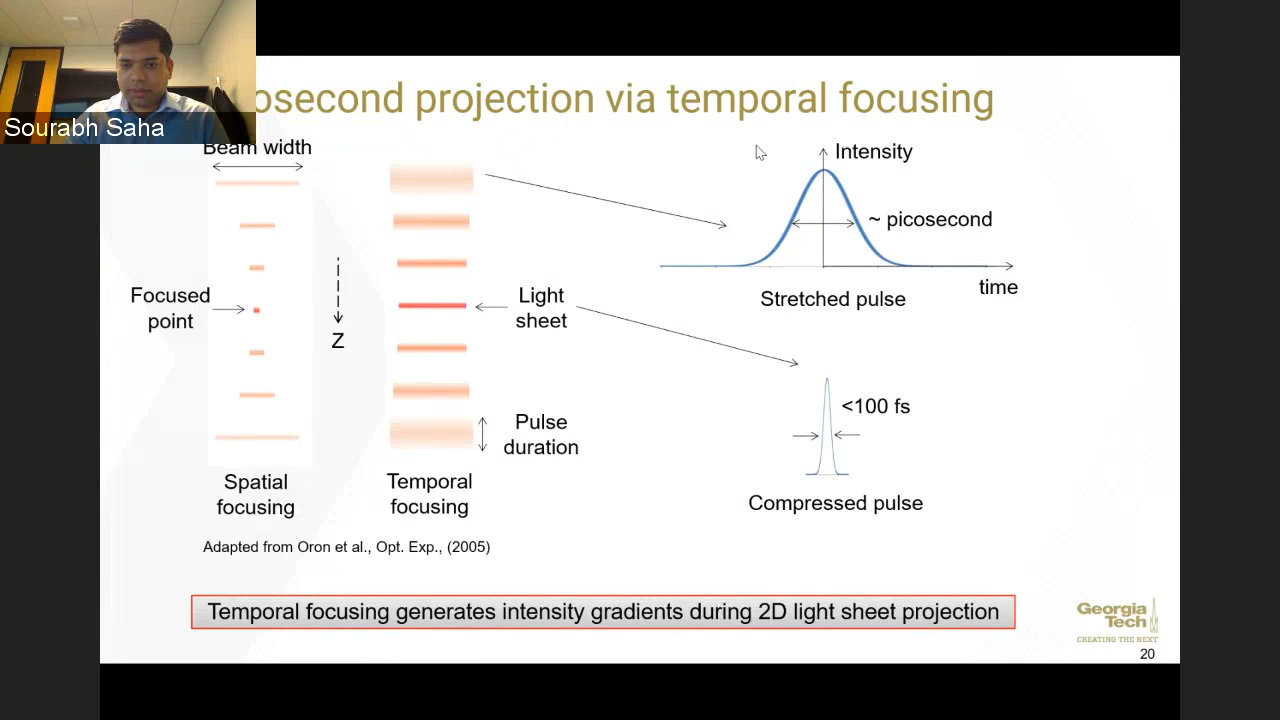 Sourabh Saha
osecond projection via temporal focusing
Beam width
Focused
point
Z
Light
sheet
Pulse
duration
Spatial
focusing
Temporal
focusing
Adapted from Oron et al., Opt. Exp., (2005)
Intensity
~ picosecond
time
Stretched pulse
<100 fs
Compressed pulse
Temporal focusing generates intensity gradients during 2D light sheet projection
Georgia
Tech
CREATING THE NEXT
20